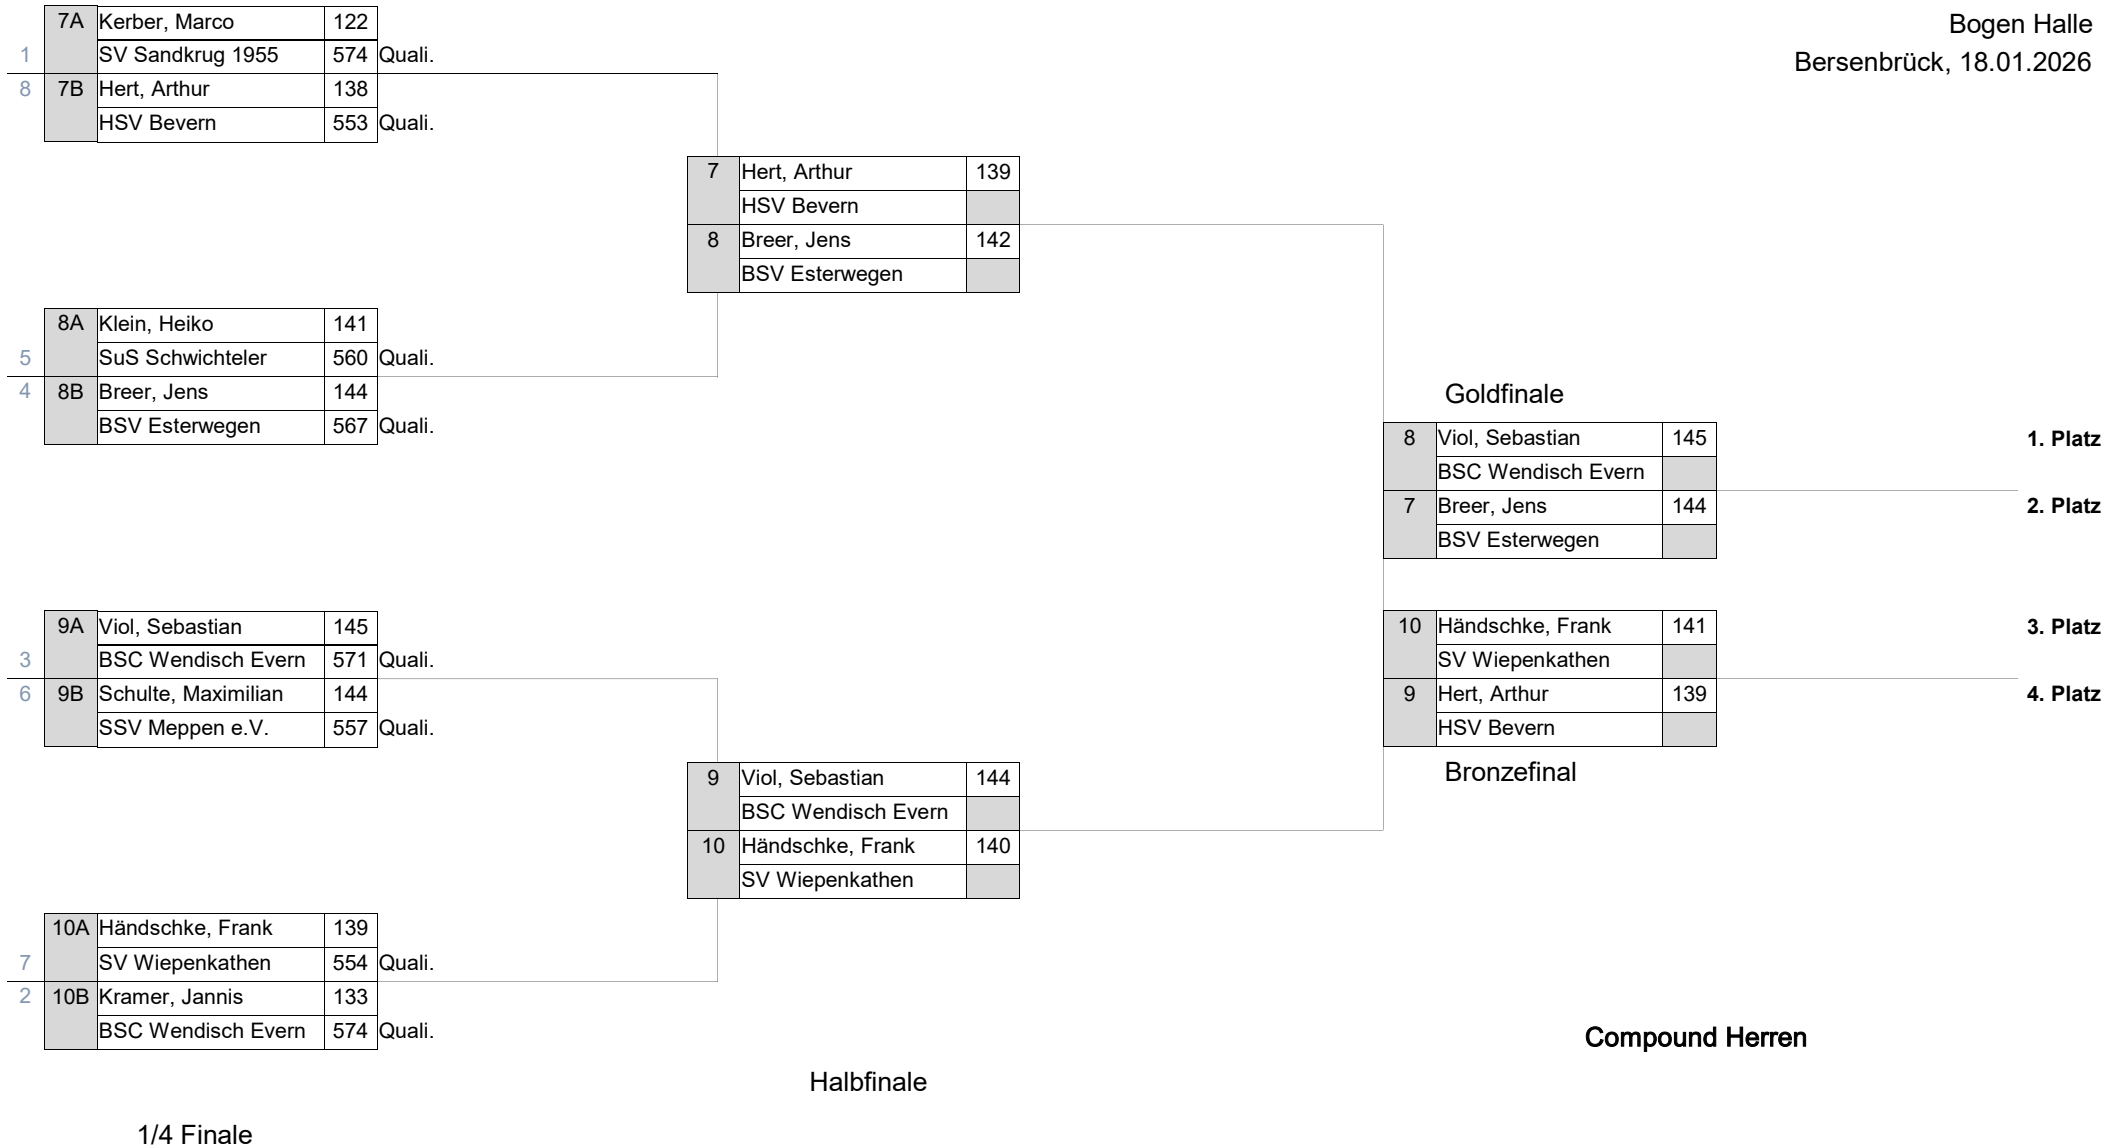 Bogen Halle
Bersenbrück, 18.01.2026
7A Kerber, Marco 122
1 SV Sandkrug 1955 574 Quali.
8 7B Hert, Arthur 138
HSV Bevern 553 Quali.
7 Hert, Arthur 139
HSV Bevern
8 Breer, Jens 142
BSV Esterwegen
8A Klein, Heiko 141
5 SuS Schwichteler 560 Quali.
4 8B Breer, Jens 144
BSV Esterwegen 567 Quali.
Goldfinale
8 Viol, Sebastian 145 1. Platz
BSC Wendisch Evern
7 Breer, Jens 144 2. Platz
BSV Esterwegen
9A Viol, Sebastian 145
3 BSC Wendisch Evern 571 Quali.
6 9B Schulte, Maximilian 144
SSV Meppen e.V. 557 Quali.
10 Händschke, Frank 141 3. Platz
SV Wiepenkathen
9 Hert, Arthur 139 4. Platz
HSV Bevern
Bronzefinal
9 Viol, Sebastian 144
BSC Wendisch Evern
10 Händschke, Frank 140
SV Wiepenkathen
10A Händschke, Frank 139
7 SV Wiepenkathen 554 Quali.
2 10B Kramer, Jannis 133
BSC Wendisch Evern 574 Quali.
Compound Herren
Halbfinale
1/4 Finale